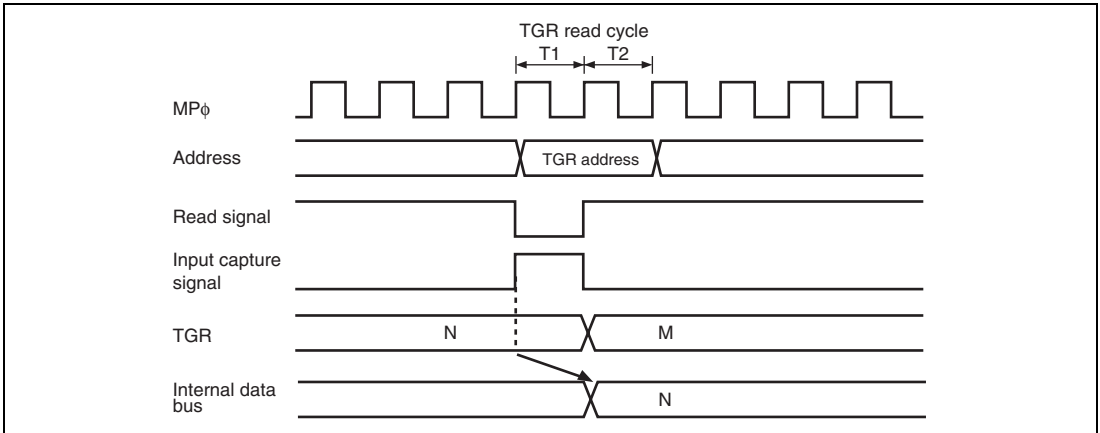 TGR read cycle
T1 T2
MPϕ
Address
TGR address
Read signal
Input capture
signal
TGR
N M
Internal data
bus
N